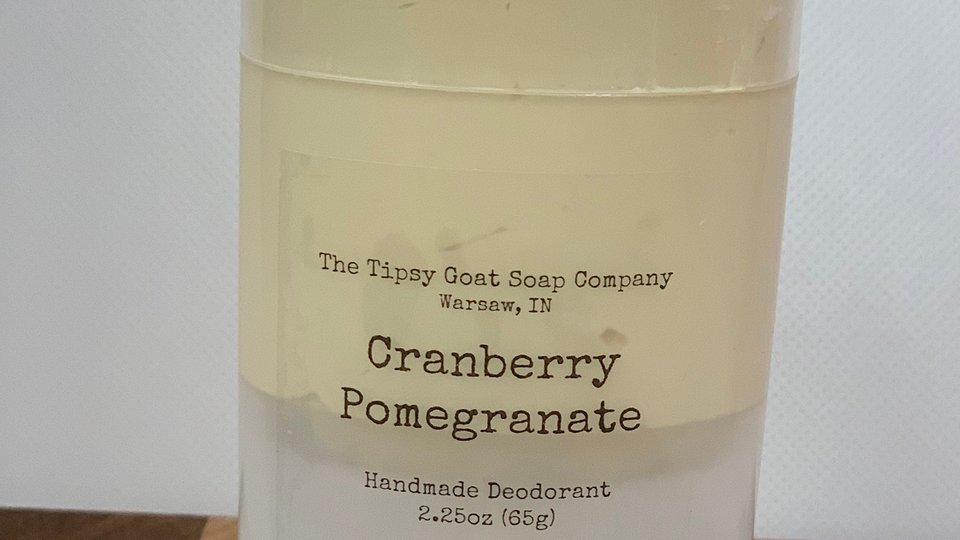 The Tipsy Goat Soap Company
Warsaw, IN
Cranberry
Pomegranate
Handmade Deodorant
2.25oz (65g)